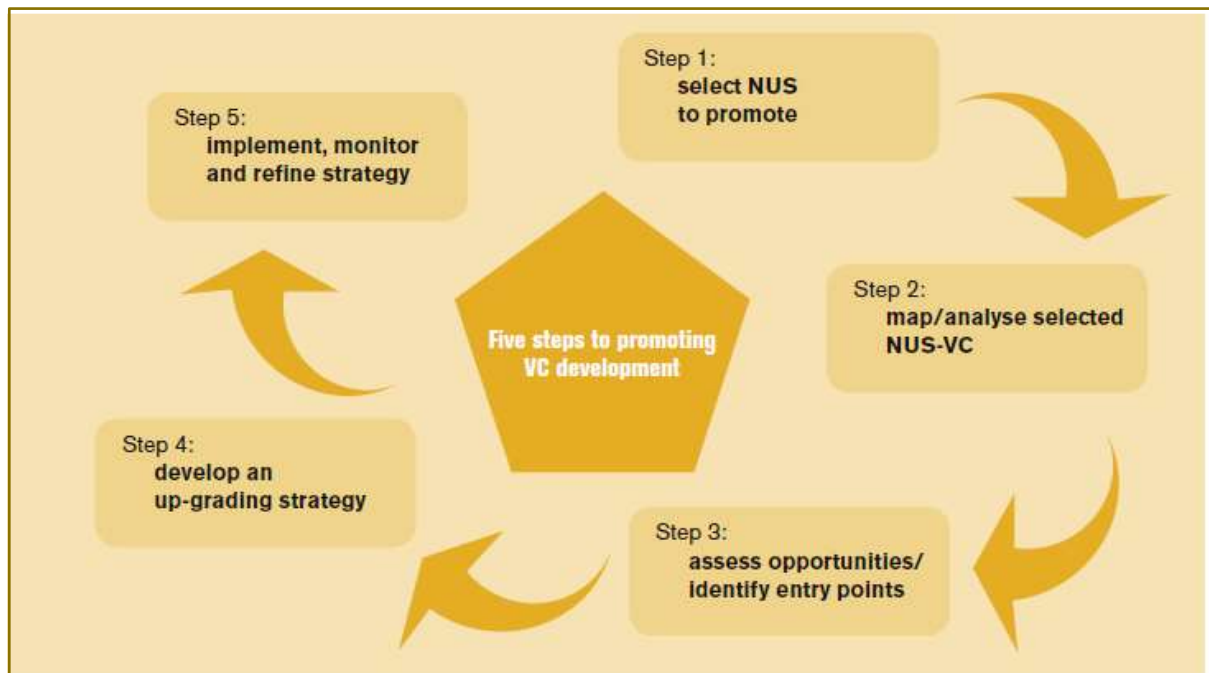 Step 1:
select NUS
to promote
Step 2:
map/analyse selected
NUS-VC
Step 3:
assess opportunities/
identify entry points
Step 4:
develop an
up-grading strategy
Step 5:
implement, monitor
and refine strategy
Five steps to promoting
VC development